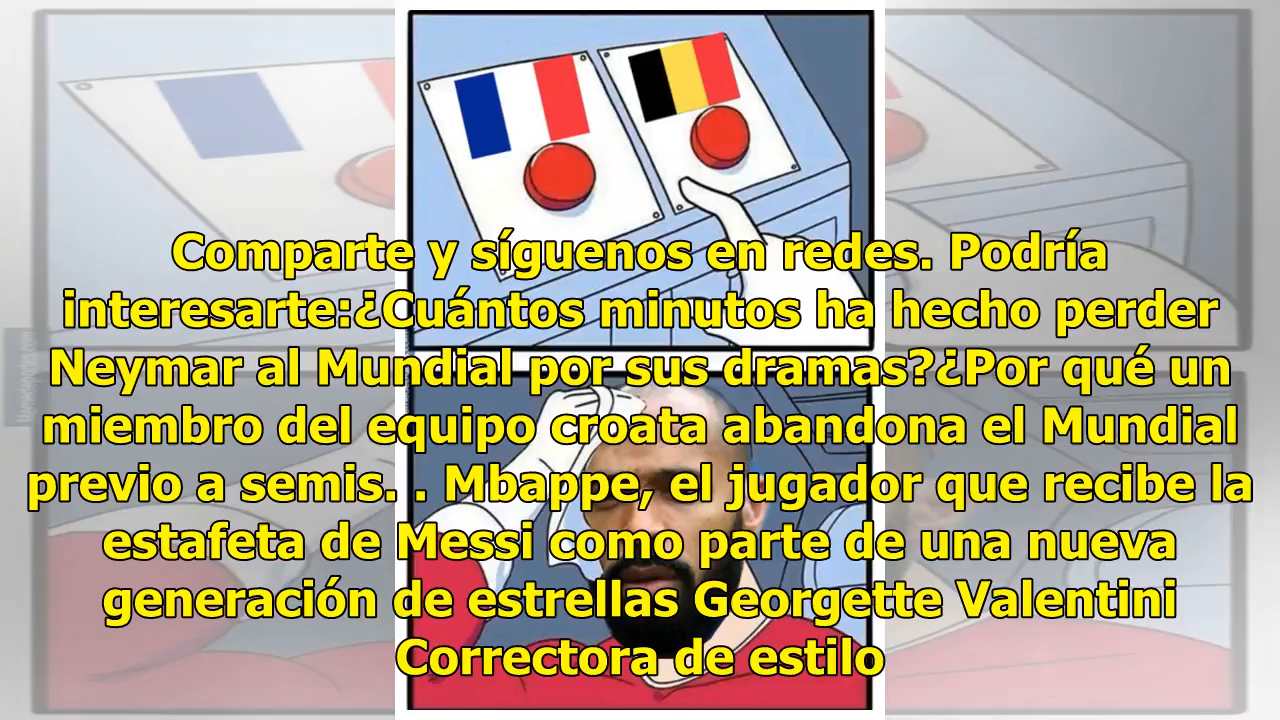 Comparte y síguenos en redes. Podría
interesarte:¿Cuántos minutos ha hecho perder
Neymar al Mundial por sus dramas?¿Por qué un
miembro del equipo croata abandona el Mundial
previo a semis. . Mbappe, el jugador que recibe la
estafeta de Messi como parte de una nueva
generación de estrellas Georgette Valentini
Correctora de estilo